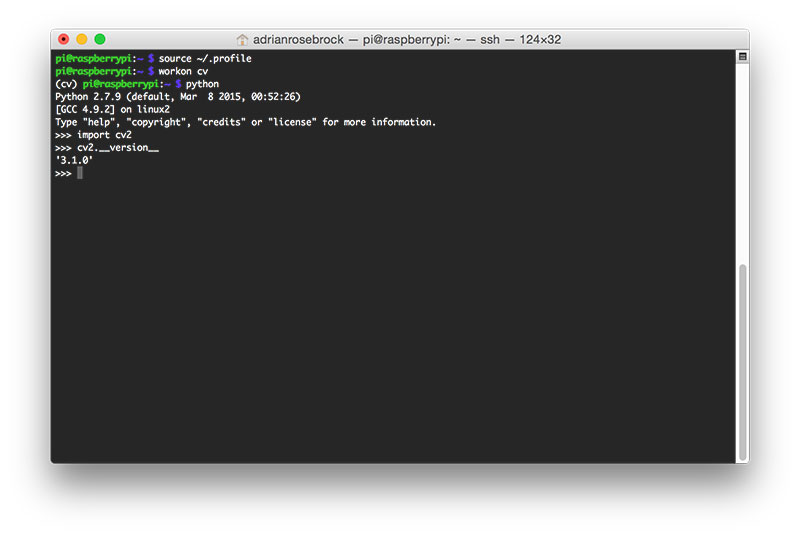 adrianrosebrock — pi@raspberrypi: ~ — ssh — 124×32
pi@raspberrypi:~ $ source ~/.profile
pi@raspberrypi:~ $ workon cv
(cv) pi@raspberrypi:~ $ python
Python 2.7.9 (default, Mar  8 2015, 00:52:26)
[GCC 4.9.2] on linux2
Type "help", "copyright", "credits" or "license" for more information.
>>> import cv2
>>> cv2.__version__
'3.1.0'
>>>